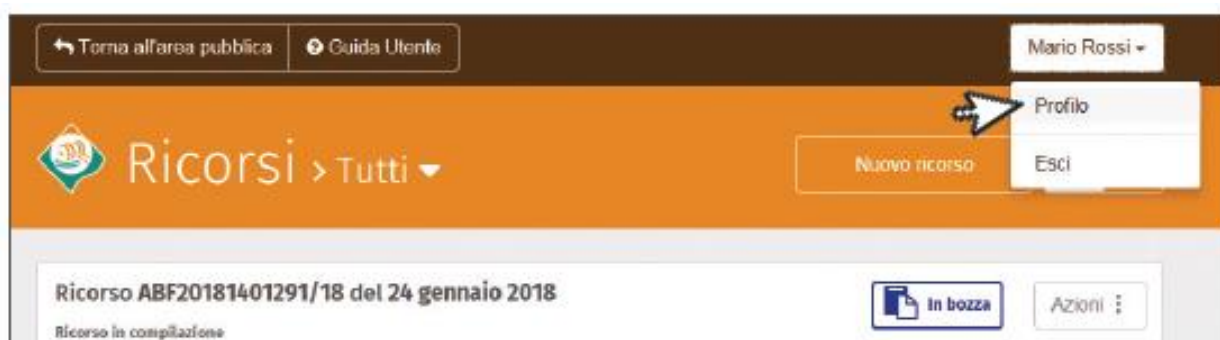 Torna all'area pubblica Guida Utente Mario Rossi
Profilo
Ricorsi > Tutti Nuovo ricorso Esci
Ricorso ABF20181401291/18 del 24 gennaio 2018 In bozza Azioni
Ricorso in compilazione